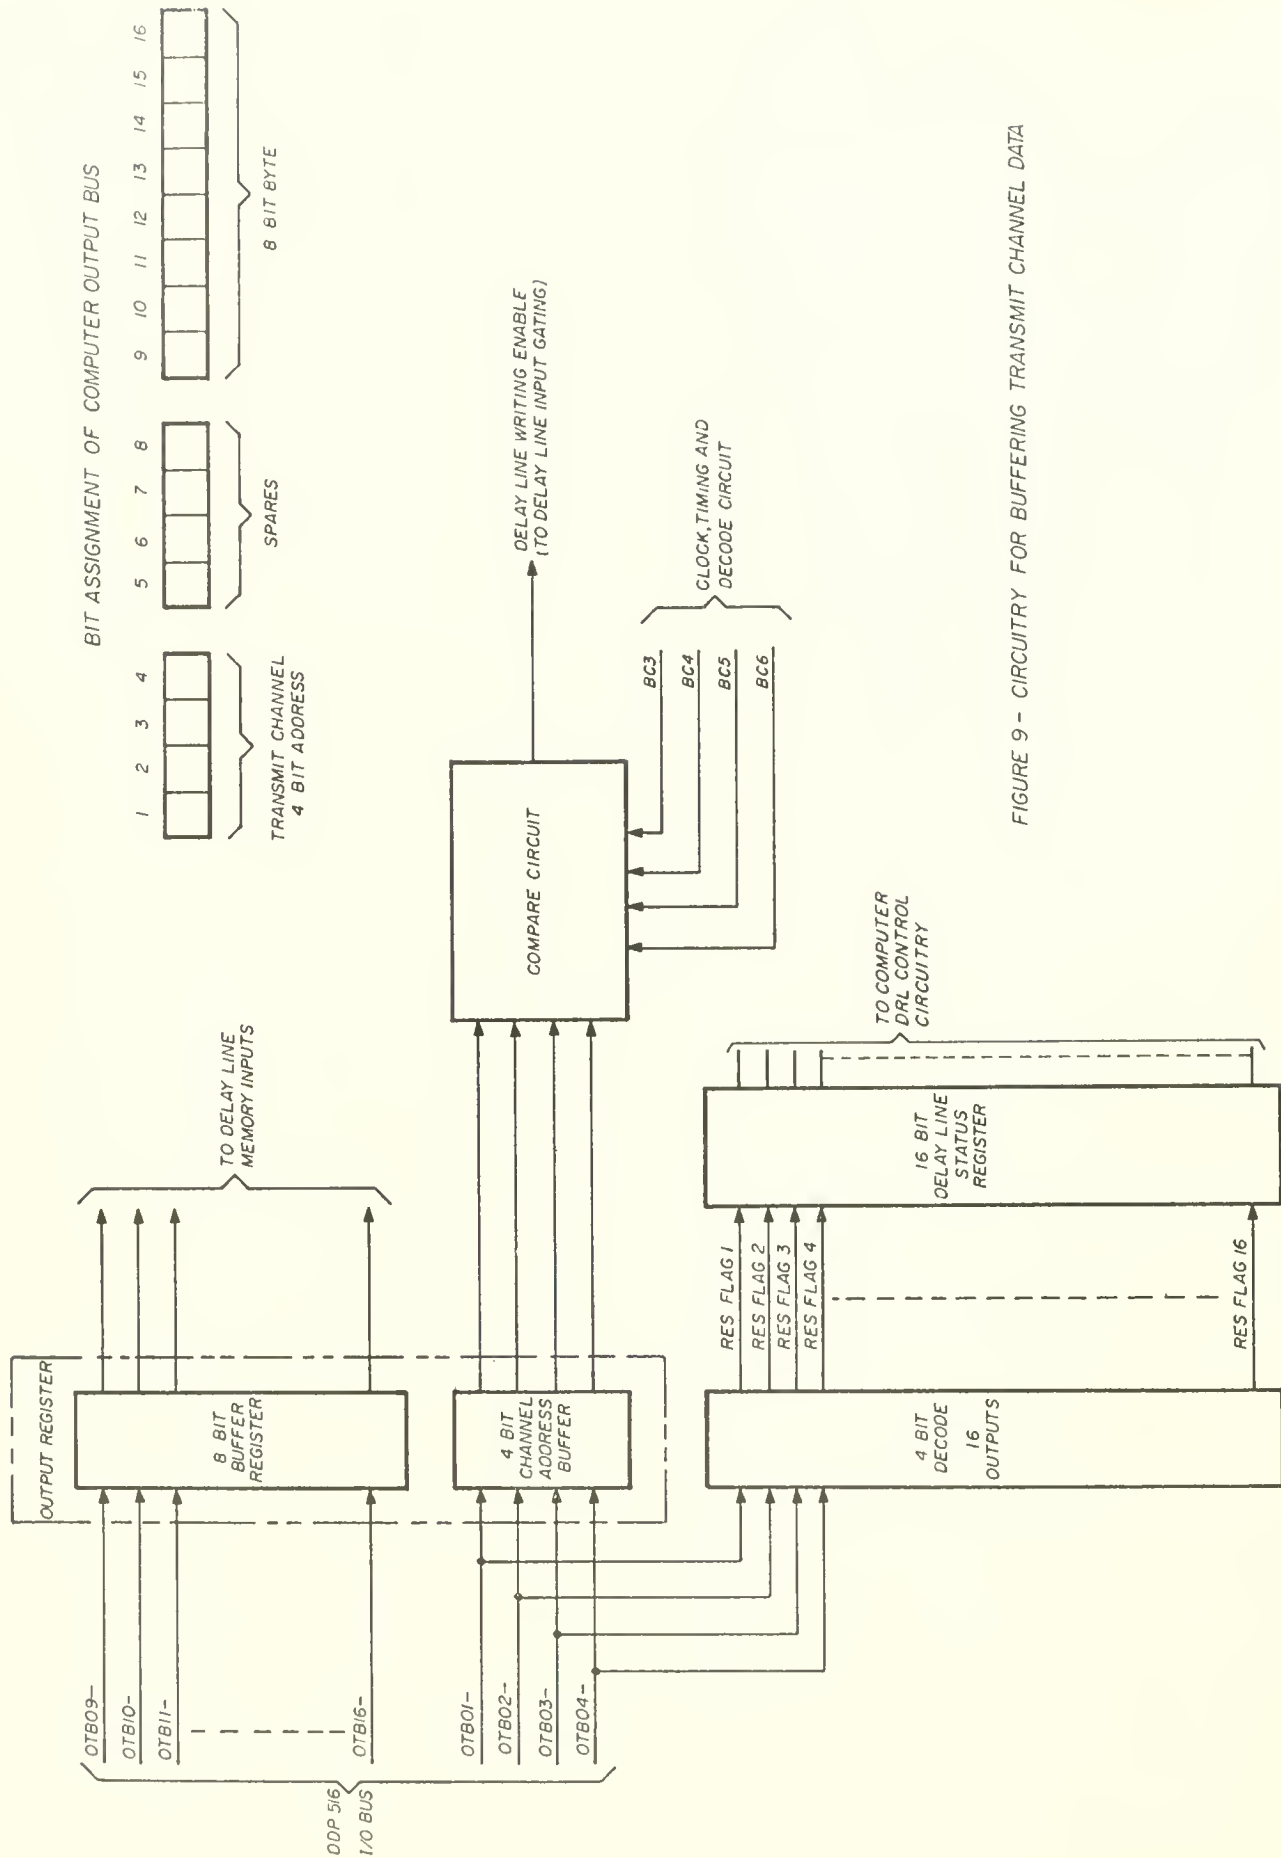 BIT ASSIGNMENT OF COMPUTER OUTPUT BUS
1 2 3 4 5 6 7 8 9 10 11 12 13 14 15 16
TRANSMIT CHANNEL
4 BIT ADDRESS
SPARES
8 BIT BYTE
DDP 516
I/O BUS
OTB09-
OTB10-
OTB11-
OTB16-
OTB01-
OTB02-
OTB03-
OTB04-
OUTPUT REGISTER
8 BIT
BUFFER
REGISTER
4 BIT
CHANNEL
ADDRESS
BUFFER
TO DELAY LINE
MEMORY INPUTS
COMPARE CIRCUIT
DELAY LINE WRITING ENABLE
(TO DELAY LINE INPUT GATING)
BC3
BC4
BC5
BC6
CLOCK, TIMING AND
DECODE CIRCUIT
4 BIT
DECODE
16
OUTPUTS
RES FLAG 1
RES FLAG 2
RES FLAG 3
RES FLAG 4
RES FLAG 16
16 BIT
DELAY LINE
STATUS
REGISTER
TO COMPUTER
DRL CONTROL
CIRCUITRY
FIGURE 9- CIRCUITRY FOR BUFFERING TRANSMIT CHANNEL DATA